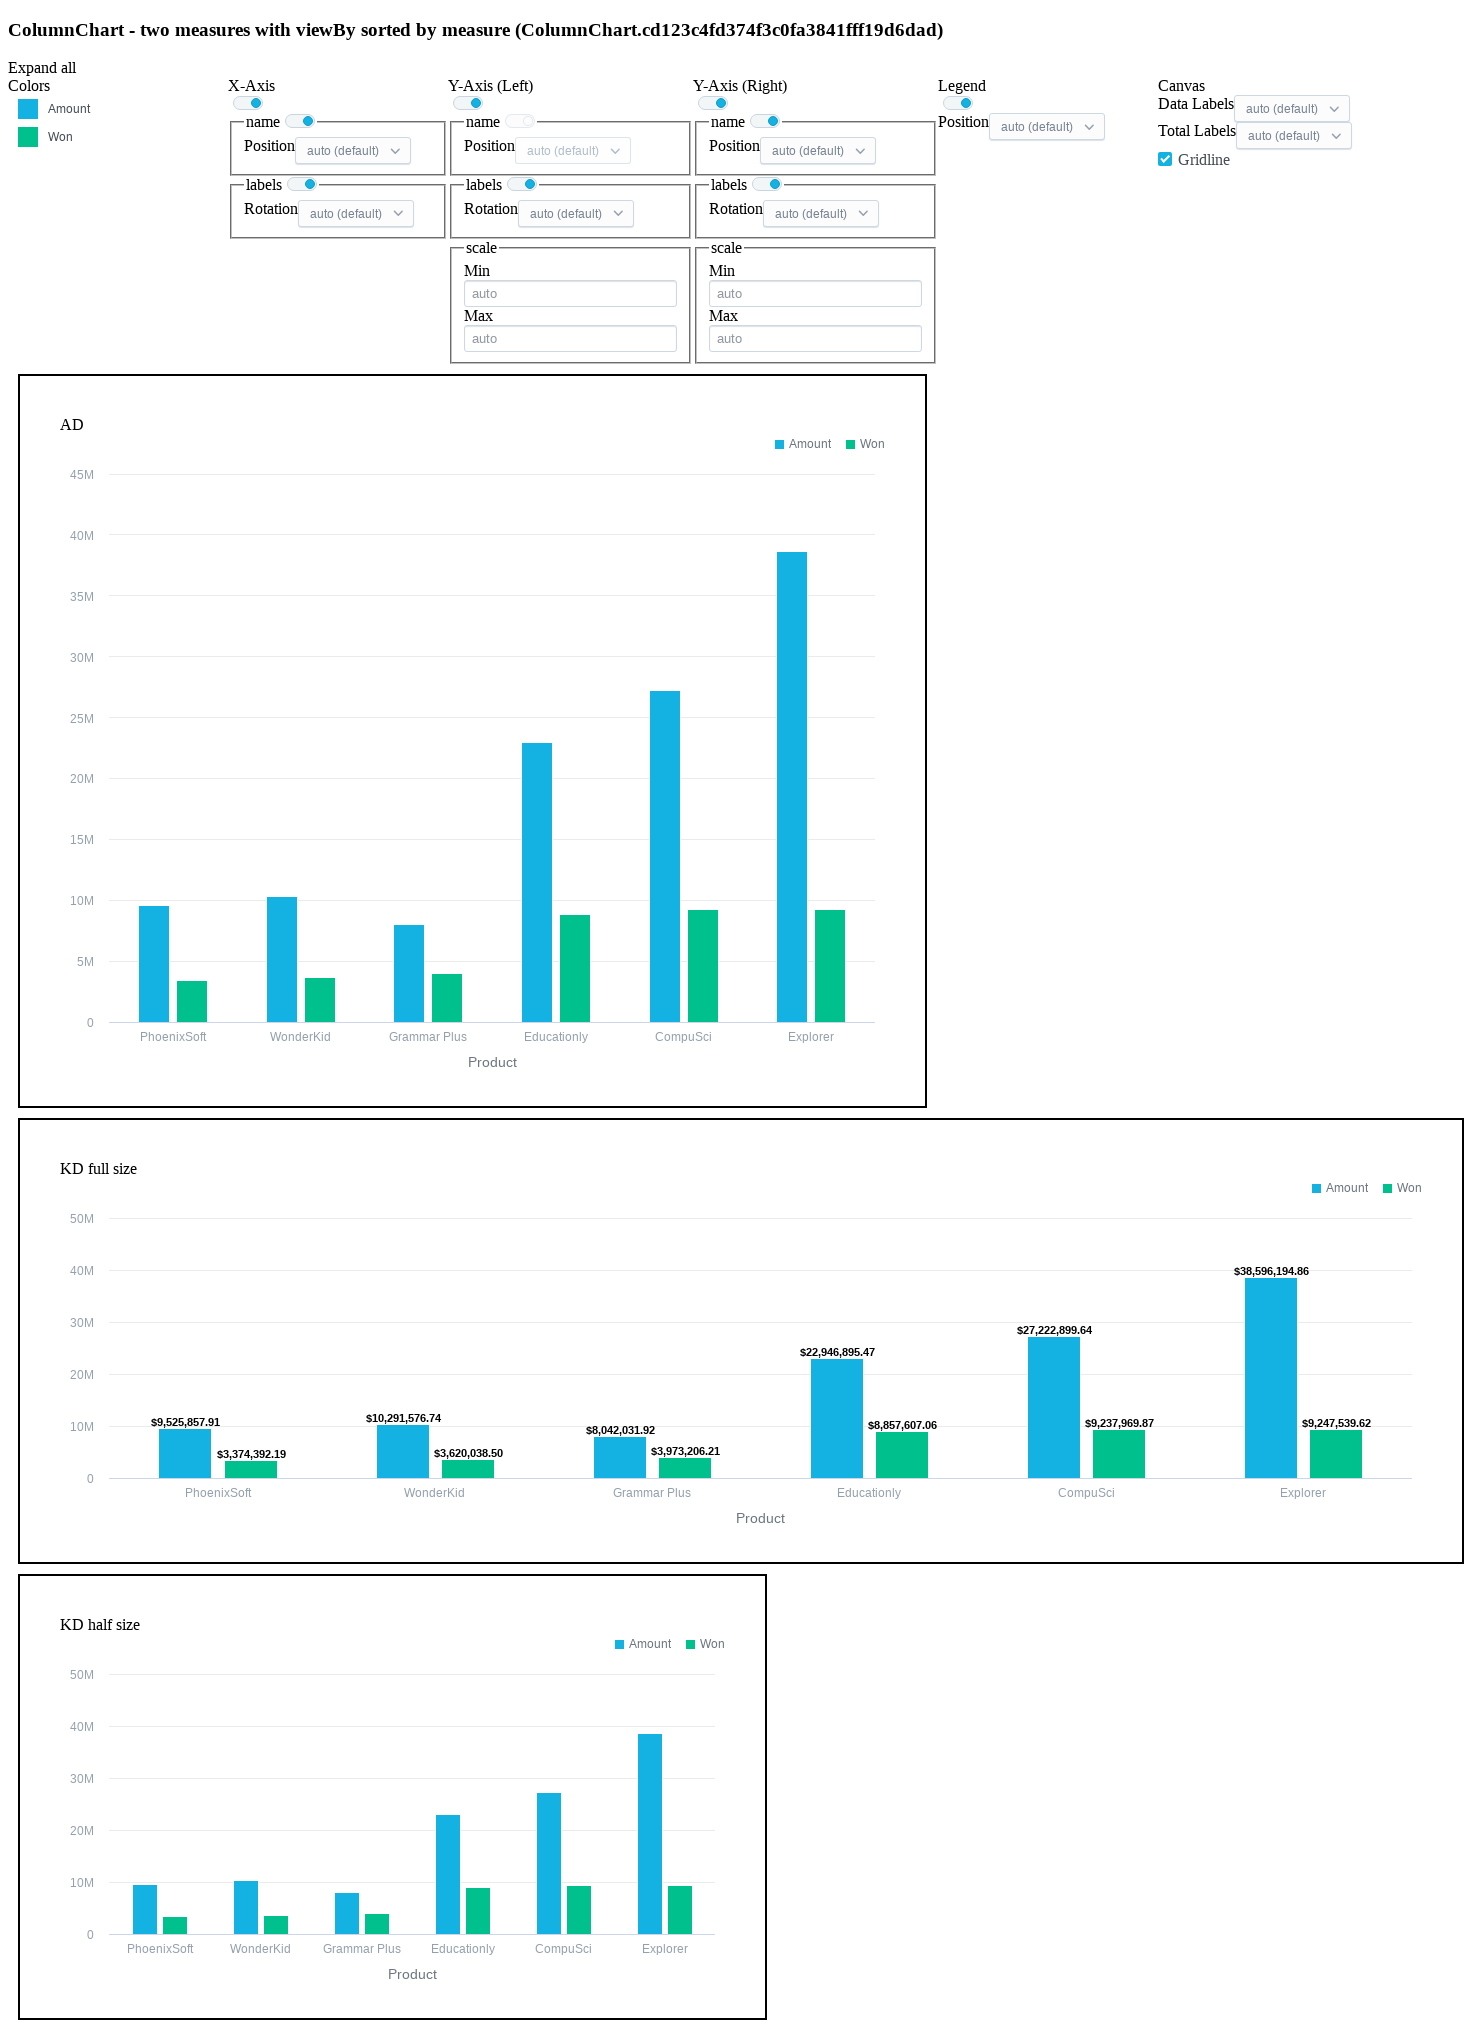 ColumnChart - two measures with viewBy sorted by measure (ColumnChart.cd123c4fd374f3c0fa3841fff19d6dad)
Expand all
Colors
Amount
Won
X-Axis
name
Position auto (default)
labels
Rotation auto (default)
Y-Axis (Left)
name
Position auto (default)
labels
Rotation auto (default)
scale
Min
auto
Max
auto
Y-Axis (Right)
name
Position auto (default)
labels
Rotation auto (default)
scale
Min
auto
Max
auto
Legend
Position auto (default)
Canvas
Data Labels auto (default)
Total Labels auto (default)
Gridline
AD
Amount Won
45M
40M
35M
30M
25M
20M
15M
10M
5M
0
PhoenixSoft WonderKid Grammar Plus Educationly CompuSci Explorer
Product
KD full size
Amount Won
50M
40M
30M
20M
10M
0
$9,525,857.91
$3,374,392.19
$10,291,576.74
$3,620,038.50
$8,042,031.92
$3,973,206.21
$22,946,895.47
$8,857,607.06
$27,222,899.64
$9,237,969.87
$38,596,194.86
$9,247,539.62
PhoenixSoft WonderKid Grammar Plus Educationly CompuSci Explorer
Product
KD half size
Amount Won
50M
40M
30M
20M
10M
0
PhoenixSoft WonderKid Grammar Plus Educationly CompuSci Explorer
Product